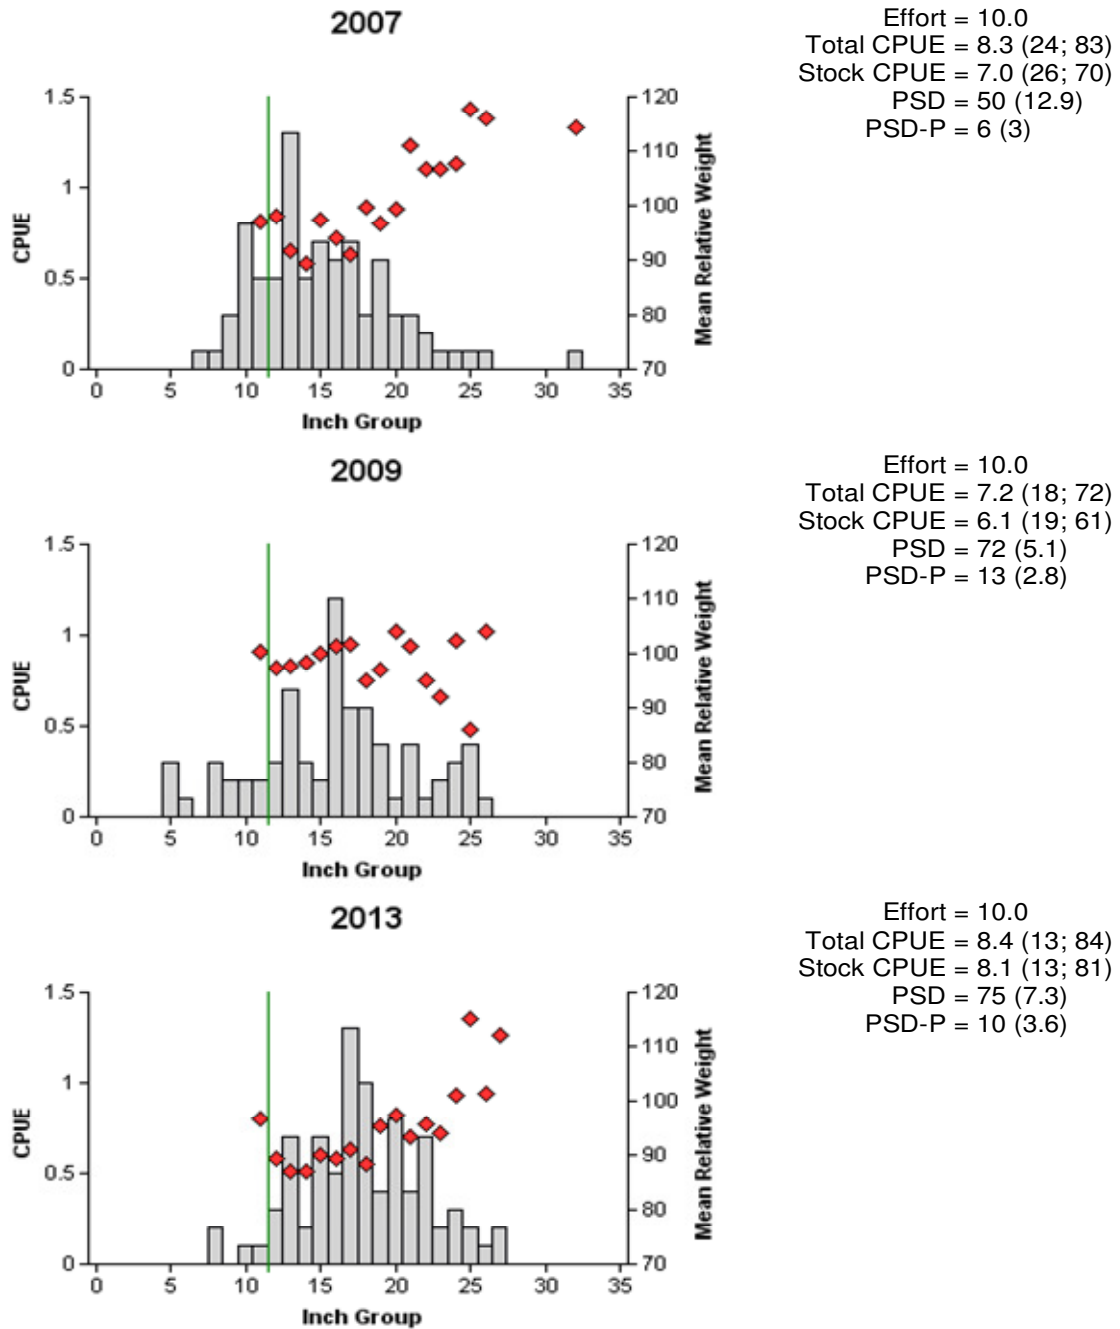 2007
Effort = 10.0
Total CPUE = 8.3 (24; 83)
Stock CPUE = 7.0 (26; 70)
PSD = 50 (12.9)
PSD-P = 6 (3)
1.5
1
0.5
0
CPUE
120
110
100
90
80
70
Mean Relative Weight
0 5 10 15 20 25 30 35
Inch Group
2009
Effort = 10.0
Total CPUE = 7.2 (18; 72)
Stock CPUE = 6.1 (19; 61)
PSD = 72 (5.1)
PSD-P = 13 (2.8)
1.5
1
0.5
0
CPUE
120
110
100
90
80
70
Mean Relative Weight
0 5 10 15 20 25 30 35
Inch Group
2013
Effort = 10.0
Total CPUE = 8.4 (13; 84)
Stock CPUE = 8.1 (13; 81)
PSD = 75 (7.3)
PSD-P = 10 (3.6)
1.5
1
0.5
0
CPUE
120
110
100
90
80
70
Mean Relative Weight
0 5 10 15 20 25 30 35
Inch Group